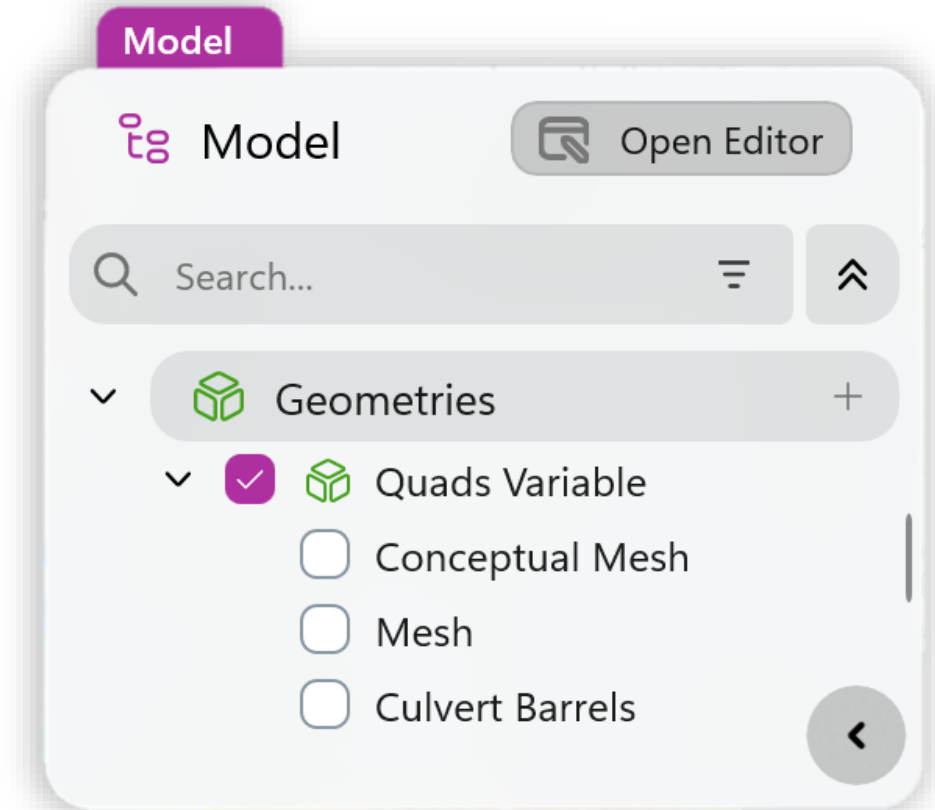 Model
Model
Open Editor
Search...
Geometries
Quads Variable
Conceptual Mesh
Mesh
Culvert Barrels